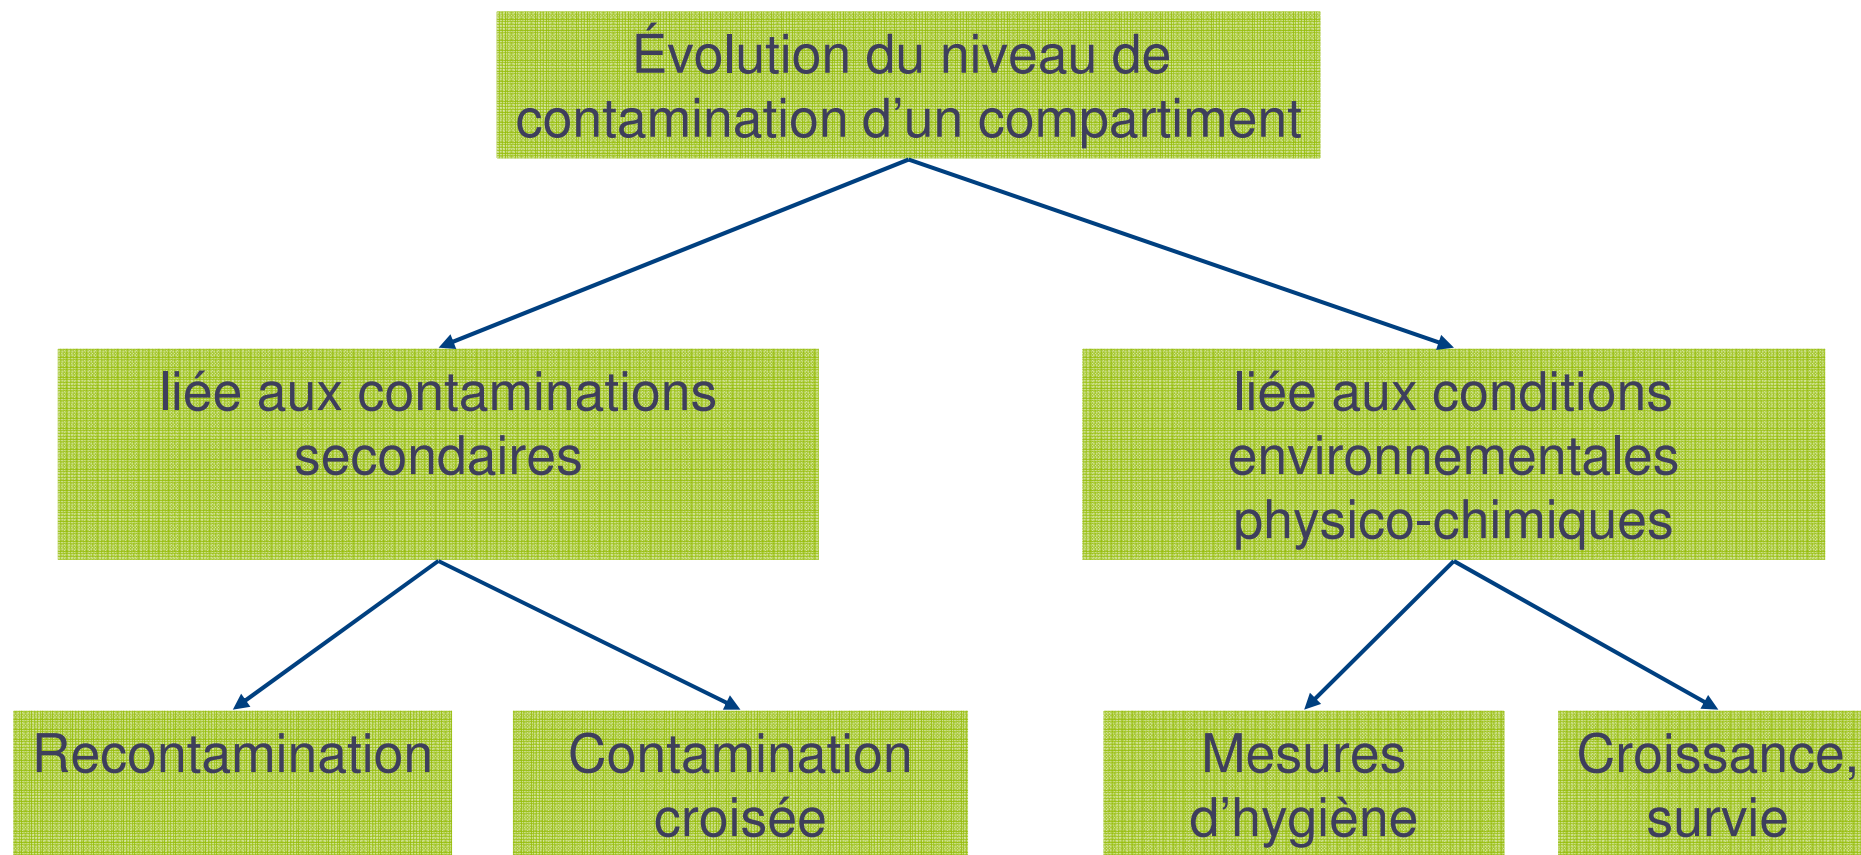 Évolution du niveau de
contamination d’un compartiment
liée aux contaminations
secondaires
liée aux conditions
environnementales
physico-chimiques
Recontamination
Contamination
croisée
Mesures
d’hygiène
Croissance,
survie